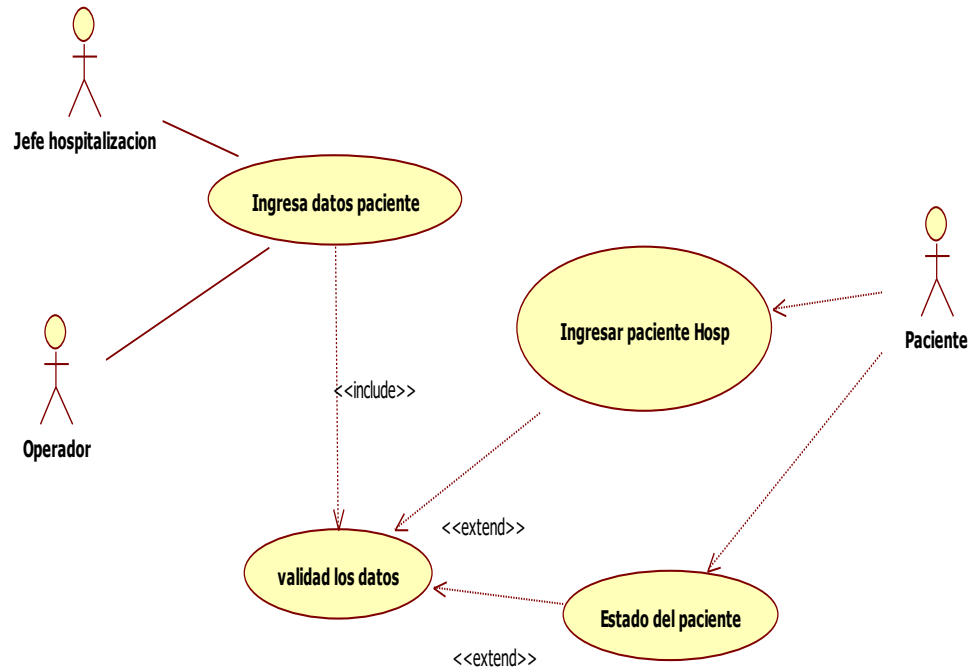 Jefe hospitalizacion
Ingresa datos paciente
Ingresar paciente Hosp
Paciente
<<include>>
Operador
<<extend>>
validad los datos
Estado del paciente
<<extend>>